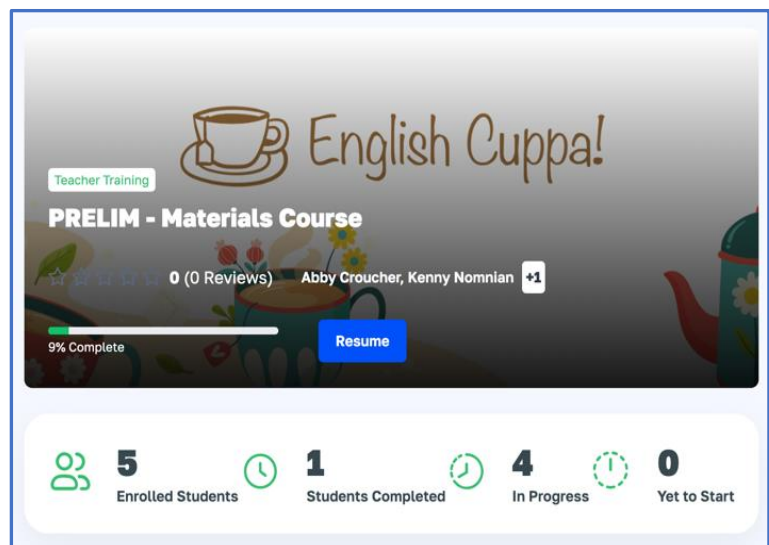 English Cuppa!
Teacher Training
PRELIM - Materials Course
0 (0 Reviews) Abby Croucher, Kenny Nomnian +1
9% Complete
Resume
5 1 4 0
Enrolled Students Students Completed In Progress Yet to Start